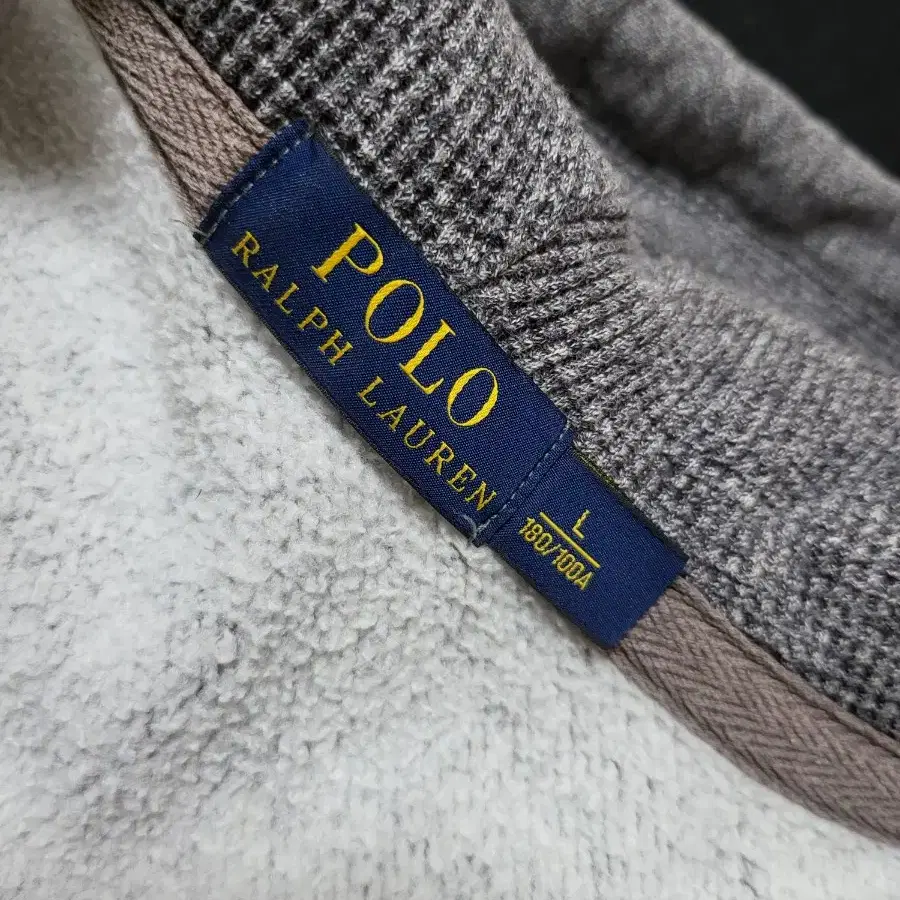 POLO
RALPH LAUREN
L
180/100A